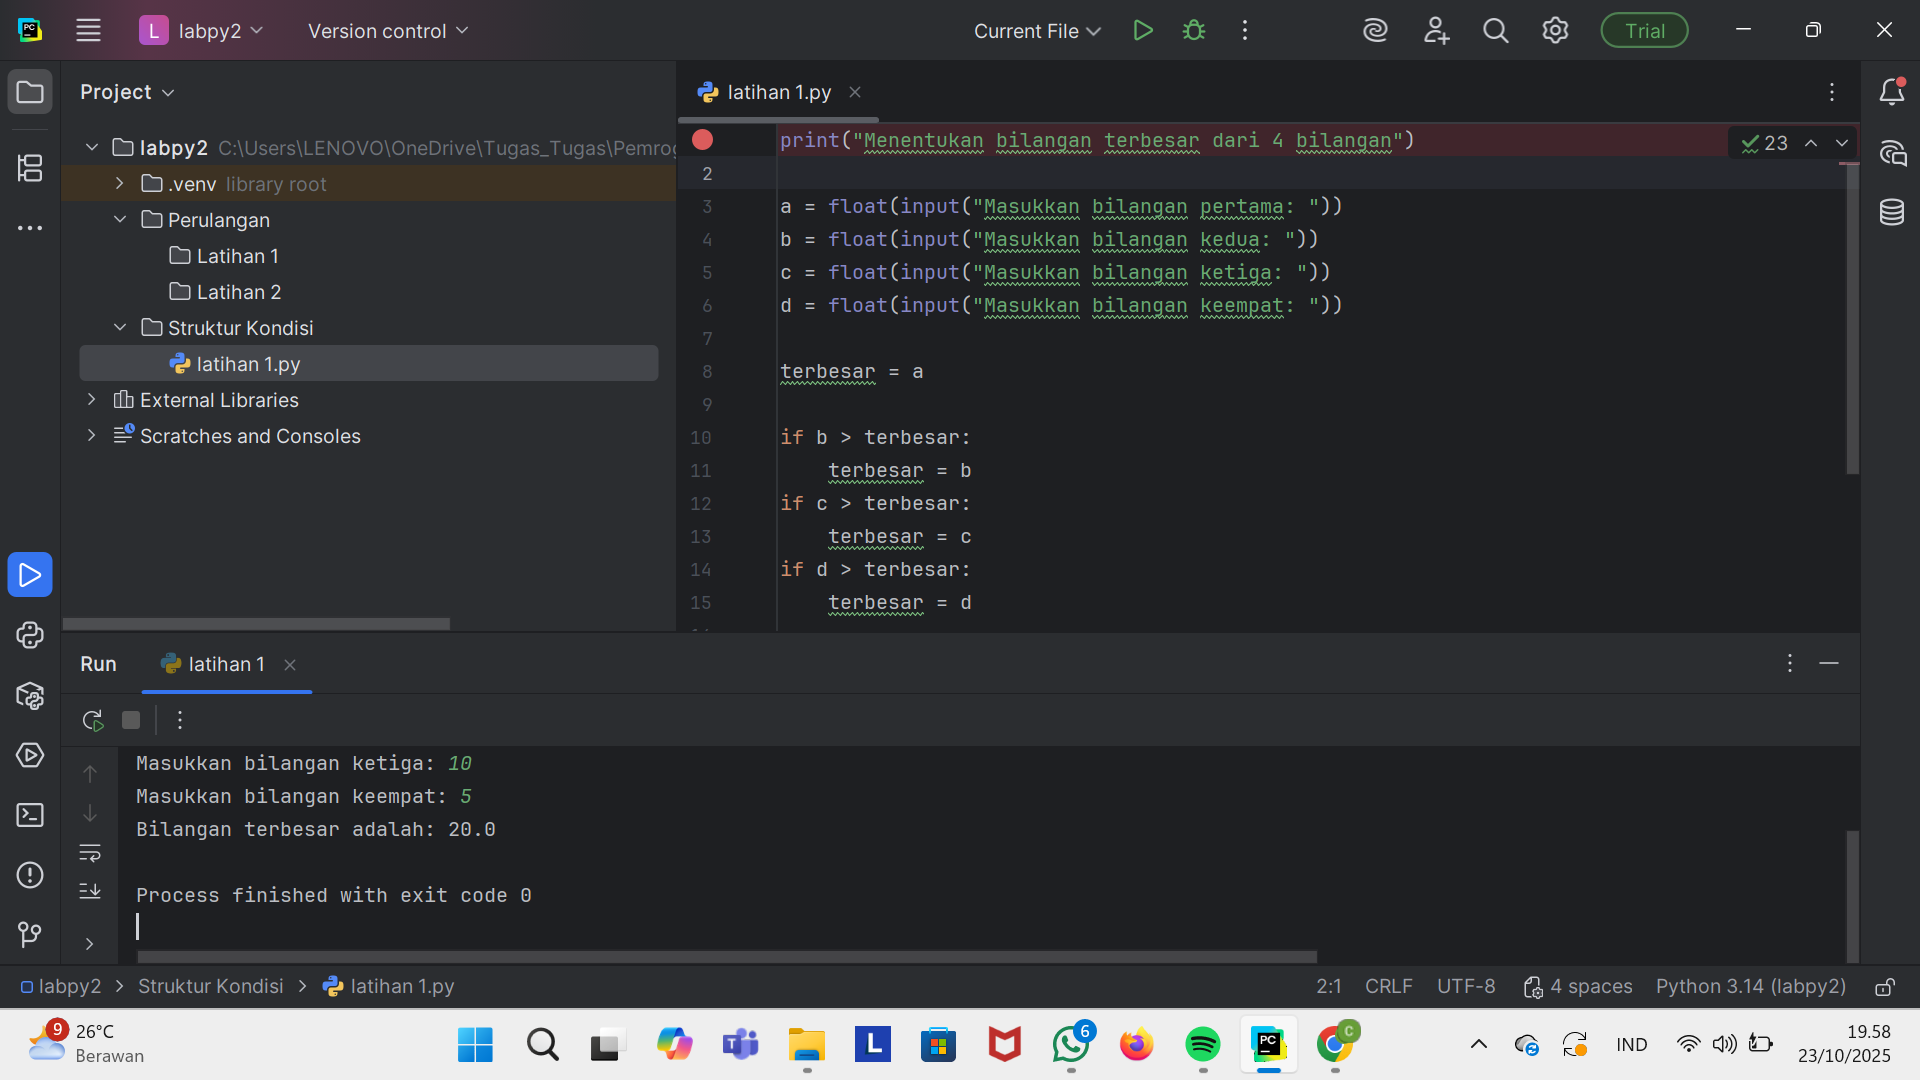 L labpy2 Version control Current File Trial
Project
labpy2 C:\Users\LENOVO\OneDrive\Tugas_Tugas\Pemro
.venv library root
Perulangan
Latihan 1
Latihan 2
Struktur Kondisi
latihan 1.py
External Libraries
Scratches and Consoles
latihan 1.py
print("Menentukan bilangan terbesar dari 4 bilangan")
23
2
3 a = float(input("Masukkan bilangan pertama: "))
4 b = float(input("Masukkan bilangan kedua: "))
5 c = float(input("Masukkan bilangan ketiga: "))
6 d = float(input("Masukkan bilangan keempat: "))
7
8 terbesar = a
9
10 if b > terbesar:
11 terbesar = b
12 if c > terbesar:
13 terbesar = c
14 if d > terbesar:
15 terbesar = d
Run latihan 1
Masukkan bilangan ketiga: 10
Masukkan bilangan keempat: 5
Bilangan terbesar adalah: 20.0
Process finished with exit code 0
labpy2 > Struktur Kondisi > latihan 1.py 2:1 CRLF UTF-8 4 spaces Python 3.14 (labpy2)
9 26°C
Berawan
L
6
PC
C
IND
19.58
23/10/2025